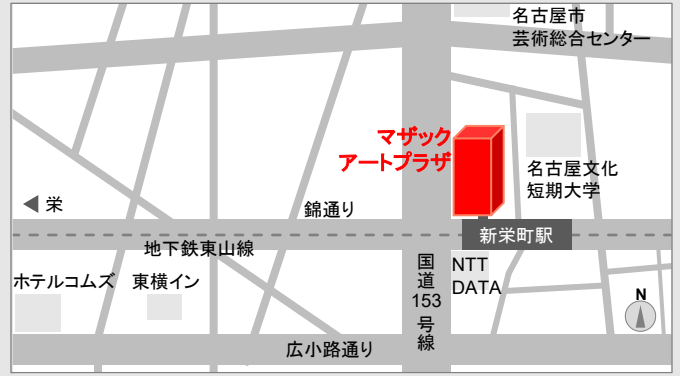 名古屋市
芸術総合センター
マザック
アートプラザ
名古屋文化
短期大学
栄
錦通り
新栄町駅
地下鉄東山線
国道153号線
NTT
DATA
ホテルコムズ
東横イン
N
広小路通り